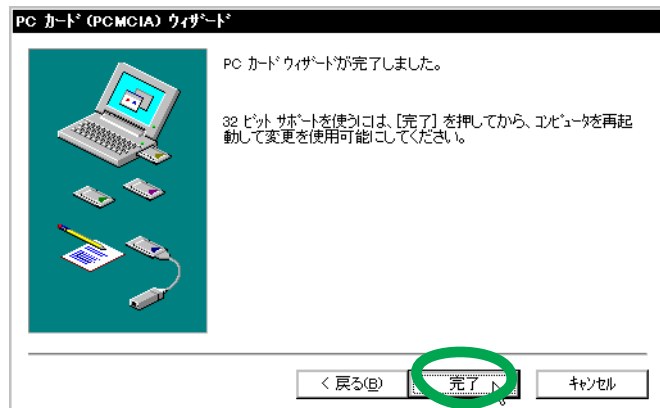 PC ｶｰﾄﾞ (PCMCIA) ｳｨｻﾞｰﾄﾞ
PC ｶｰﾄﾞ ｳｨｻﾞｰﾄﾞが完了しました。
32 ﾋﾞｯﾄ ｻﾎﾟｰﾄを使うには、[完了] を押してから、ｺﾝﾋﾟｭｰﾀを再起
動して変更を使用可能にしてください。
< 戻る(B)
完了
ｷｬﾝｾﾙ